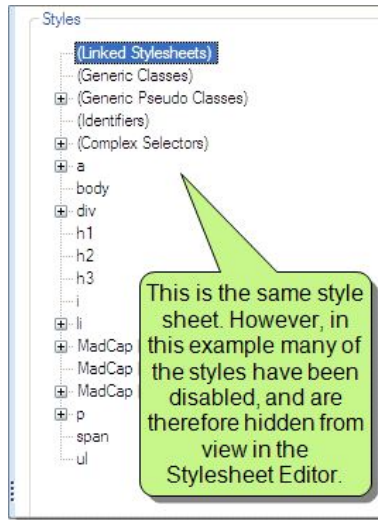 Styles
(Linked Stylesheets)
(Generic Classes)
(Generic Pseudo Classes)
(Identifiers)
(Complex Selectors)
a
body
div
h1
h2
h3
i
li
MadCap
MadCap
MadCap
p
span
ul
This is the same style
sheet. However, in
this example many of
the styles have been
disabled, and are
therefore hidden from
view in the
Stylesheet Editor.